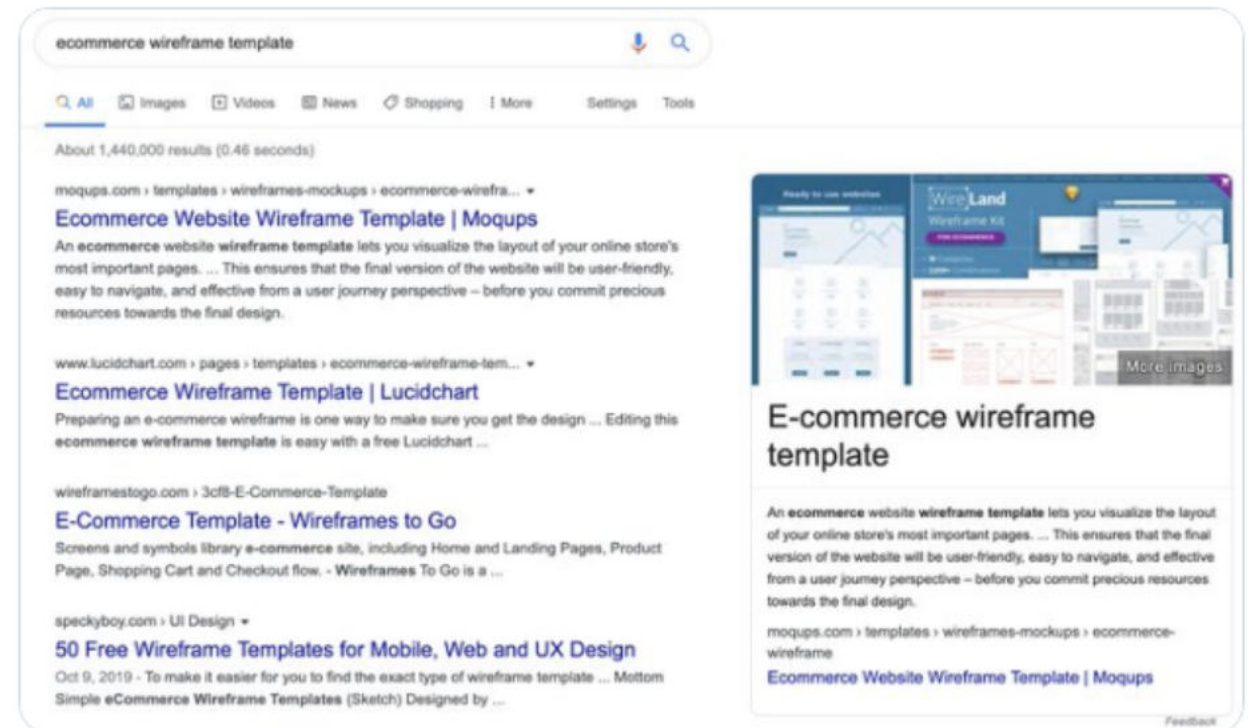 ecommerce wireframe template
All Images Videos News Shopping More Settings Tools
About 1,440,000 results (0.46 seconds)
moqups.com › templates › wireframes-mockups › ecommerce-wirefra...
Ecommerce Website Wireframe Template | Moqups
An ecommerce website wireframe template lets you visualize the layout of your online store's
most important pages. ... This ensures that the final version of the website will be user-friendly,
easy to navigate, and effective from a user journey perspective – before you commit precious
resources towards the final design.
www.lucidchart.com › pages › templates › ecommerce-wireframe-tem...
Ecommerce Wireframe Template | Lucidchart
Preparing an e-commerce wireframe is one way to make sure you get the design ... Editing this
ecommerce wireframe template is easy with a free Lucidchart ...
wireframestogo.com › 3cf8-E-Commerce-Template
E-Commerce Template - Wireframes to Go
Screens and symbols library e-commerce site, including Home and Landing Pages, Product
Page, Shopping Cart and Checkout flow. - Wireframes To Go is a ...
speckyboy.com › UI Design
50 Free Wireframe Templates for Mobile, Web and UX Design
Oct 9, 2019 - To make it easier for you to find the exact type of wireframe template ... Mottom
Simple eCommerce Wireframe Templates (Sketch) Designed by ...
Ready to use websites
WireLand
Wireframe Kit
FOR ECOMMERCE
More images
E-commerce wireframe
template
An ecommerce website wireframe template lets you visualize the layout
of your online store's most important pages. ... This ensures that the final
version of the website will be user-friendly, easy to navigate, and effective
from a user journey perspective – before you commit precious resources
towards the final design.
moqups.com › templates › wireframes-mockups › ecommerce-
wireframe
Ecommerce Website Wireframe Template | Moqups
Feedback